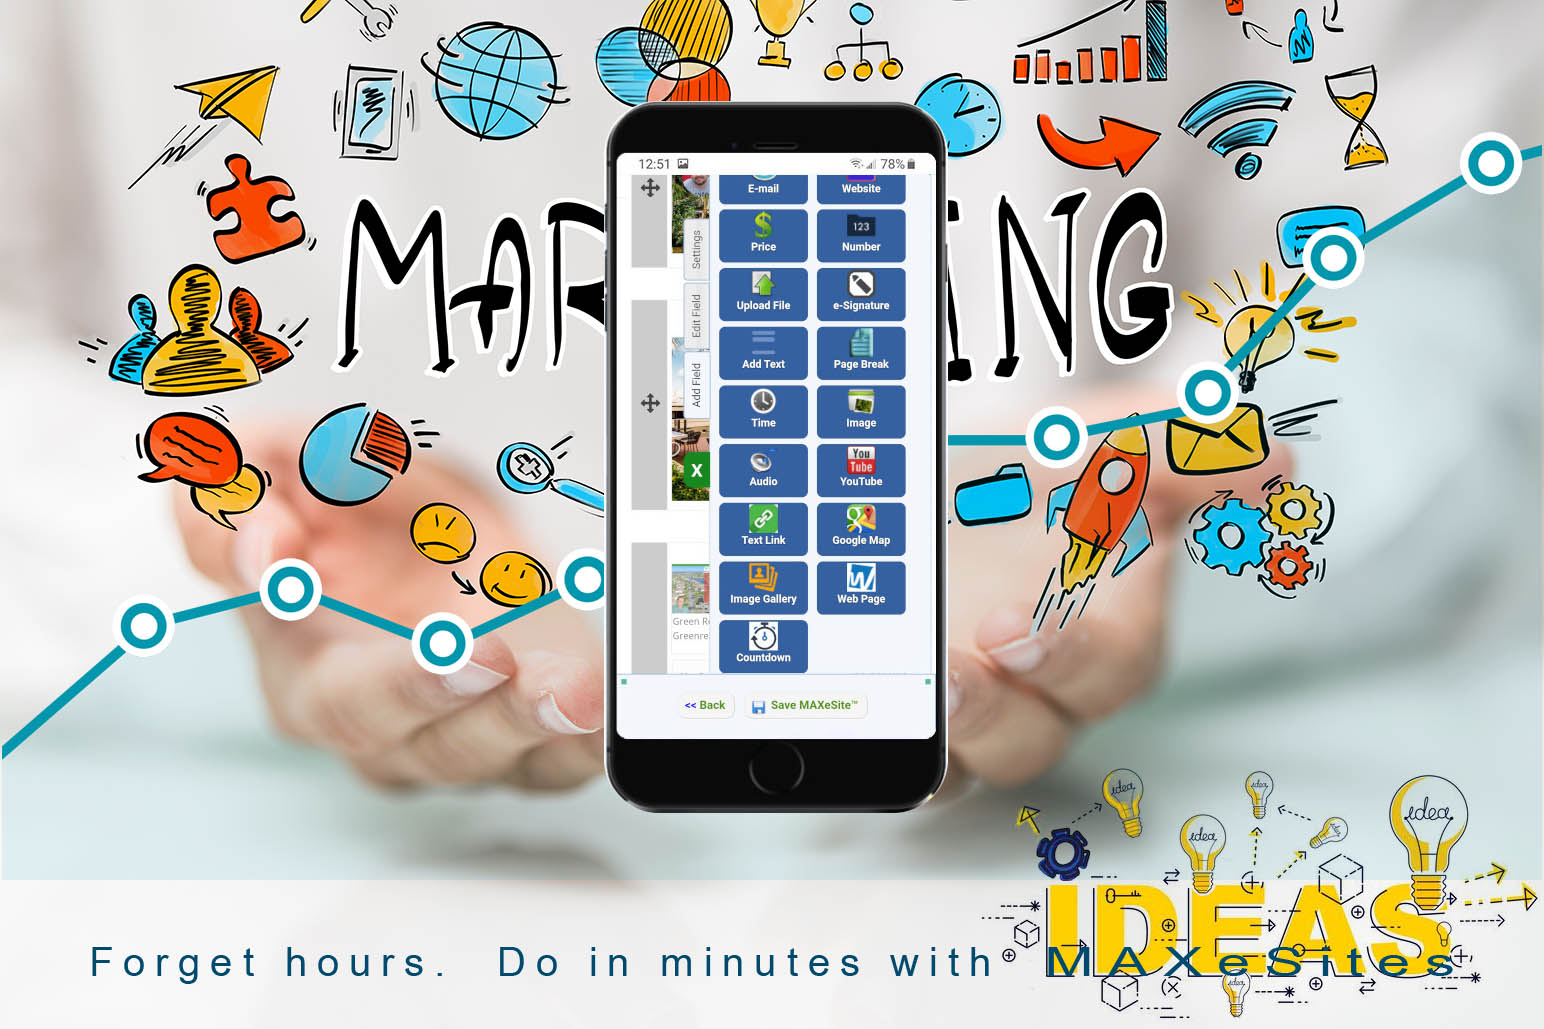 MAR
ING
12:51
78%
E-mail
Website
Price
123
Number
Settings
Upload File
e-Signature
Edit Field
Add Text
Page Break
Add Field
Time
Image
X
Audio
You
Tube
YouTube
Text Link
Google Map
Image Gallery
W
Web Page
Green R
Greenre
Countdown
<< Back
Save MAXeSite™
idea
idea
idea
idea
IDEAS
Forget hours. Do in minutes with MAXeSites